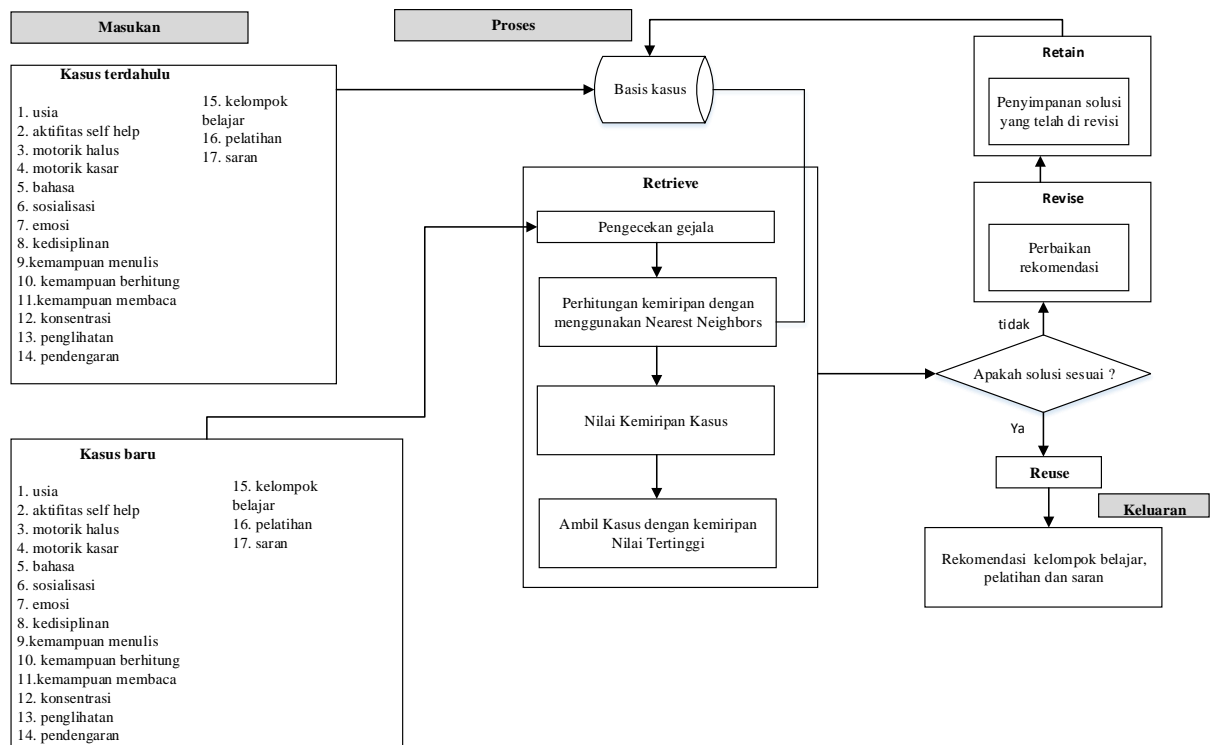 Masukan
Kasus terdahulu
1. usia
2. aktifitas self help
3. motorik halus
4. motorik kasar
5. bahasa
6. sosialisasi
7. emosi
8. kedisiplinan
9.kemampuan menulis
10. kemampuan berhitung
11.kemampuan membaca
12. konsentrasi
13. penglihatan
14. pendengaran
15. kelompok
belajar
16. pelatihan
17. saran
Kasus baru
1. usia
2. aktifitas self help
3. motorik halus
4. motorik kasar
5. bahasa
6. sosialisasi
7. emosi
8. kedisiplinan
9.kemampuan menulis
10. kemampuan berhitung
11.kemampuan membaca
12. konsentrasi
13. penglihatan
14. pendengaran
15. kelompok
belajar
16. pelatihan
17. saran
Proses
Basis kasus
Retrieve
Pengecekan gejala
Perhitungan kemiripan dengan
menggunakan Nearest Neighbors
Nilai Kemiripan Kasus
Ambil Kasus dengan kemiripan
Nilai Tertinggi
Retain
Penyimpanan solusi
yang telah di revisi
Revise
Perbaikan
rekomendasi
tidak
Apakah solusi sesuai ?
Ya
Reuse
Keluaran
Rekomendasi kelompok belajar,
pelatihan dan saran